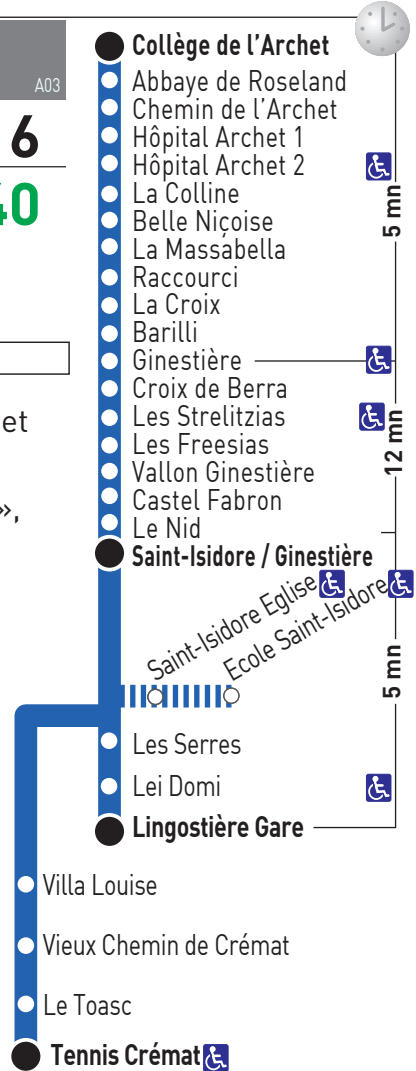 A03
6
40
et
»,
Collège de l'Archet
Abbaye de Roseland
Chemin de l'Archet
Hôpital Archet 1
Hôpital Archet 2
La Colline
Belle Niçoise
La Massabella
Raccourci
La Croix
Barilli
Ginestière
Croix de Berra
Les Strelitzias
Les Freesias
Vallon Ginestière
Castel Fabron
Le Nid
Saint-Isidore / Ginestière
Saint-Isidore Eglise
Ecole Saint-Isidore
Les Serres
Lei Domi
Lingostière Gare
Villa Louise
Vieux Chemin de Crémat
Le Toasc
Tennis Crémat
5 mn
12 mn
5 mn